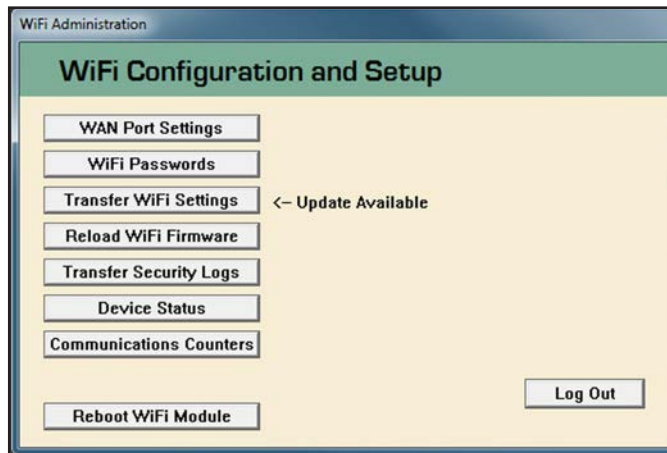 WiFi Administration
WiFi Configuration and Setup
WAN Port Settings
WiFi Passwords
Transfer WiFi Settings <– Update Available
Reload WiFi Firmware
Transfer Security Logs
Device Status
Communications Counters
Log Out
Reboot WiFi Module